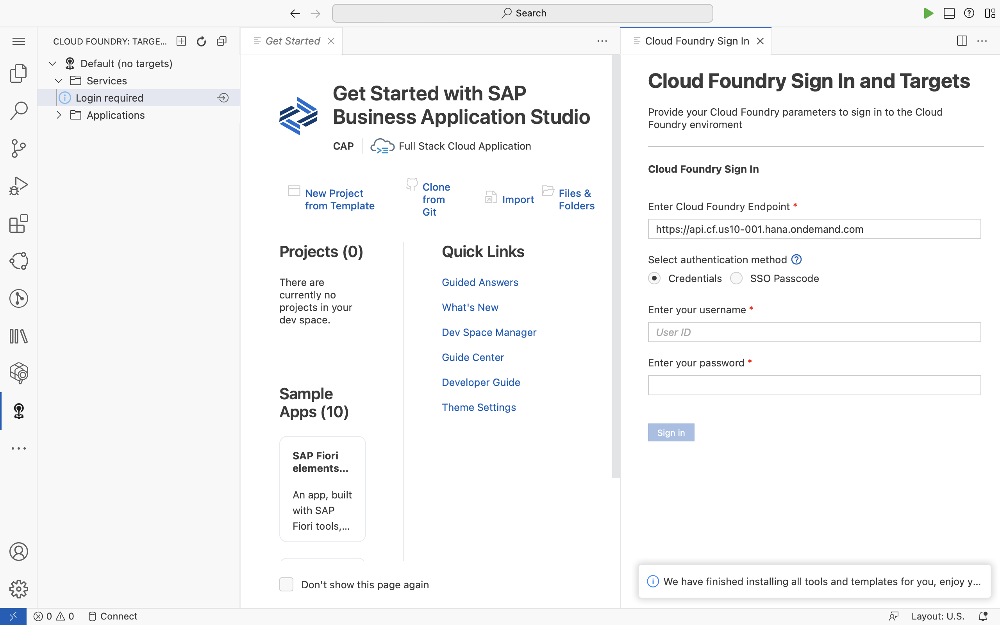 Search
CLOUD FOUNDRY: TARGE...
Default (no targets)
Services
Login required
Applications
Get Started
Get Started with SAP
Business Application Studio
CAP
Full Stack Cloud Application
New Project
from Template
Clone
from
Git
Import
Files &
Folders
Projects (0)
There are
currently no
projects in your
dev space.
Sample
Apps (10)
SAP Fiori
elements...
An app, built
with SAP
Fiori tools,...
Quick Links
Guided Answers
What's New
Dev Space Manager
Guide Center
Developer Guide
Theme Settings
Don't show this page again
Cloud Foundry Sign In
Cloud Foundry Sign In and Targets
Provide your Cloud Foundry parameters to sign in to the Cloud
Foundry enviroment
Cloud Foundry Sign In
Enter Cloud Foundry Endpoint *
https://api.cf.us10-001.hana.ondemand.com
Select authentication method
Credentials
SSO Passcode
Enter your username *
User ID
Enter your password *
Sign in
We have finished installing all tools and templates for you, enjoy y...
0
0
Connect
Layout: U.S.